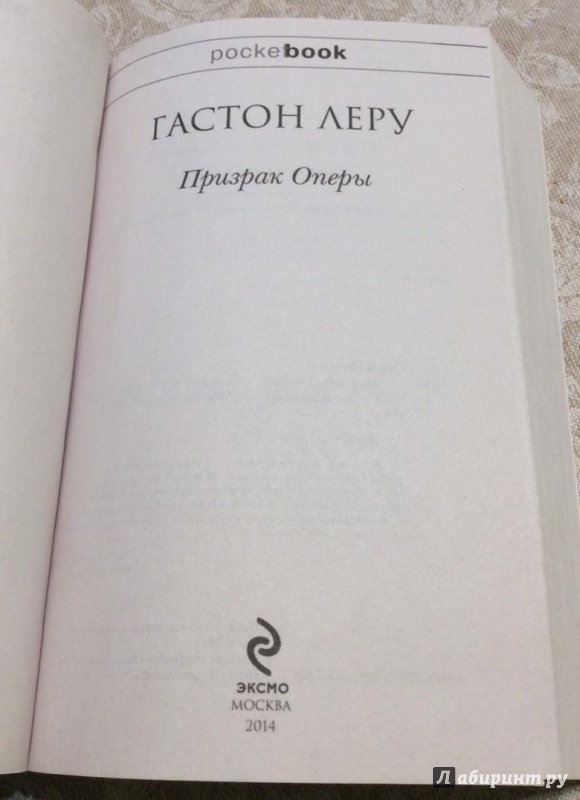 pocketbook
ГАСТОН ЛЕРУ
Призрак Оперы
ЭКСМО
МОСКВА
2014
Лабиринт.ру